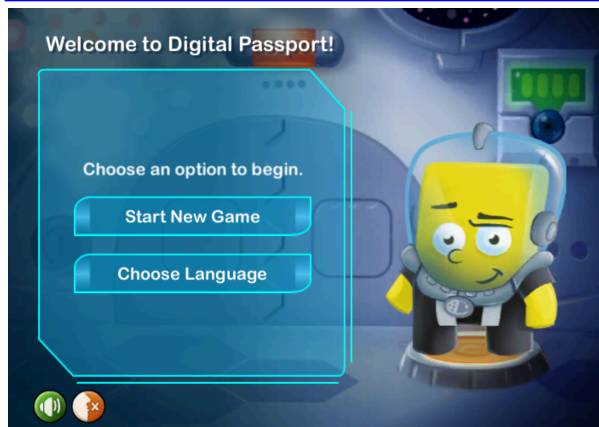 Welcome to Digital Passport!
Choose an option to begin.
Start New Game
Choose Language